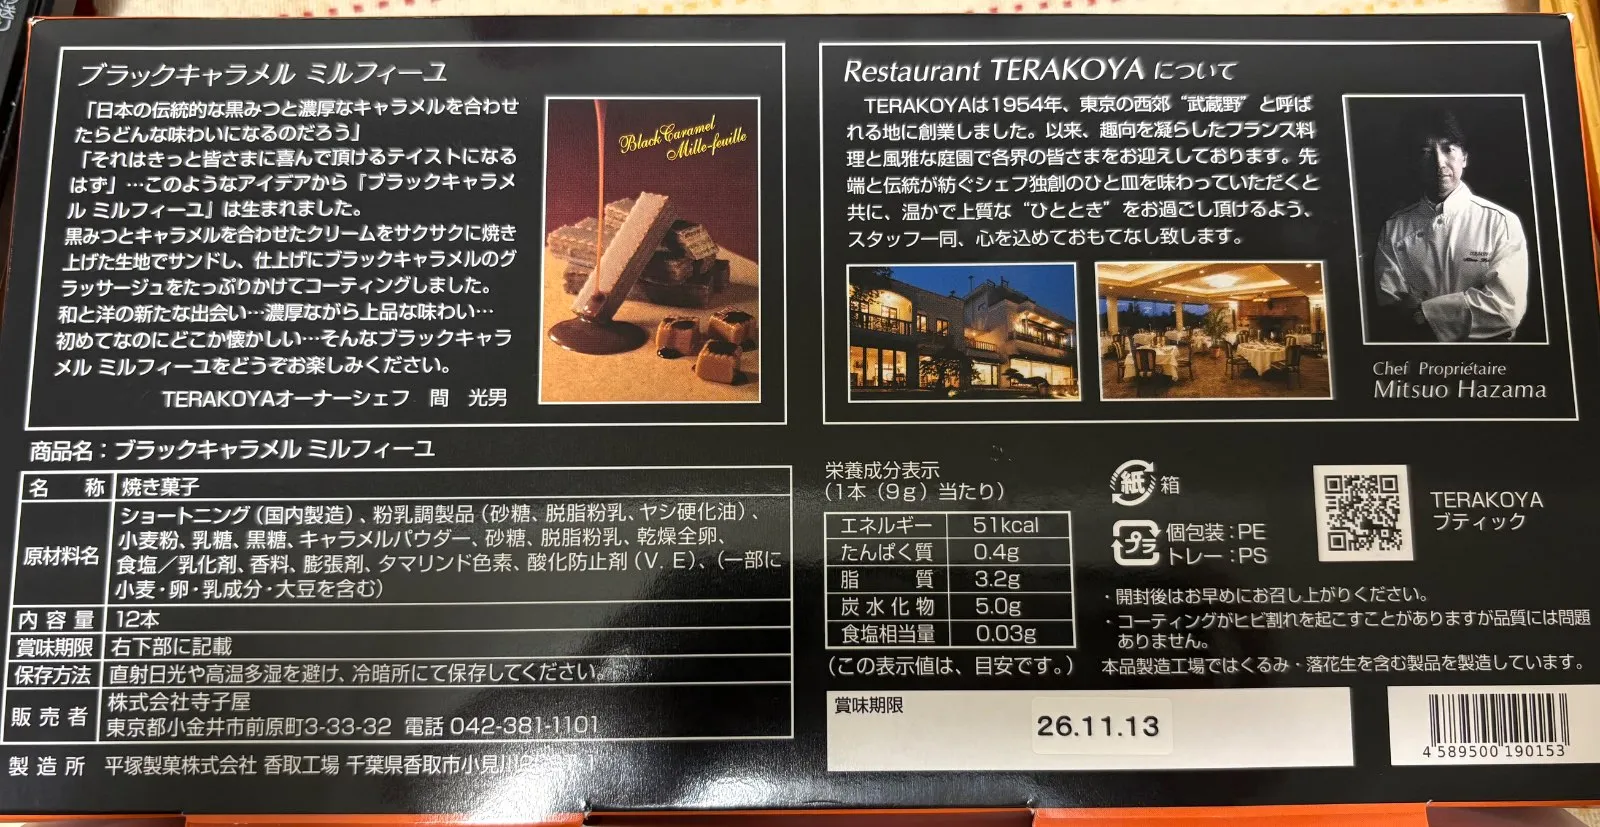 ブラックキャラメル ミルフィーユ
「日本の伝統的な黒みつと濃厚なキャラメルを合わせ
たらどんな味わいになるのだろう」
「それはきっと皆さまに喜んで頂けるテイストになる
はず」…このようなアイデアから『ブラックキャラメ
ル ミルフィーユ』は生まれました。
黒みつとキャラメルを合わせたクリームをサクサクに焼き
上げた生地でサンドし、仕上げにブラックキャラメルのグ
ラッサージュをたっぷりかけてコーティングしました。
和と洋の新たな出会い…濃厚ながら上品な味わい…
初めてなのにどこか懐かしい…そんなブラックキャラ
メル ミルフィーユをどうぞお楽しみください。
TERAKOYAオーナーシェフ 間 光男
Black Caramel
Mille-feuille
Restaurant TERAKOYA について
TERAKOYAは1954年、東京の西郊“武蔵野”と呼ば
れる地に創業しました。以来、趣向を凝らしたフランス料
理と風雅な庭園で各界の皆さまをお迎えしております。先
端と伝統が紡ぐシェフ独創のひと皿を味わっていただくと
共に、温かで上質な“ひととき”をお過ごし頂けるよう、
スタッフ一同、心を込めておもてなし致します。
Chef Propriétaire
Mitsuo Hazama
商品名：ブラックキャラメル ミルフィーユ
名 称 焼き菓子
原材料名 ショートニング（国内製造）、粉乳調製品（砂糖、脱脂粉乳、ヤシ硬化油）、
小麦粉、乳糖、黒糖、キャラメルパウダー、砂糖、脱脂粉乳、乾燥全卵、
食塩／乳化剤、香料、膨張剤、タマリンド色素、酸化防止剤（V．E）、（一部に
小麦・卵・乳成分・大豆を含む）
内容量 12本
賞味期限 右下部に記載
保存方法 直射日光や高温多湿を避け、冷暗所にて保存してください。
販売者 株式会社寺子屋
東京都小金井市前原町3-33-32 電話 042-381-1101
製造所 平塚製菓株式会社 香取工場 千葉県香取市小見川
栄養成分表示
（1本（9g）当たり）
エネルギー 51kcal
たんぱく質 0.4g
脂 質 3.2g
炭水化物 5.0g
食塩相当量 0.03g
（この表示値は、目安です。）
紙 箱
プラ 個包装：PE
トレー：PS
TERAKOYA
ブティック
・開封後はお早めにお召し上がりください。
・コーティングがヒビ割れを起こすことがありますが品質には問題
ありません。
本品製造工場ではくるみ・落花生を含む製品を製造しています。
賞味期限
26.11.13
4 589500 190153